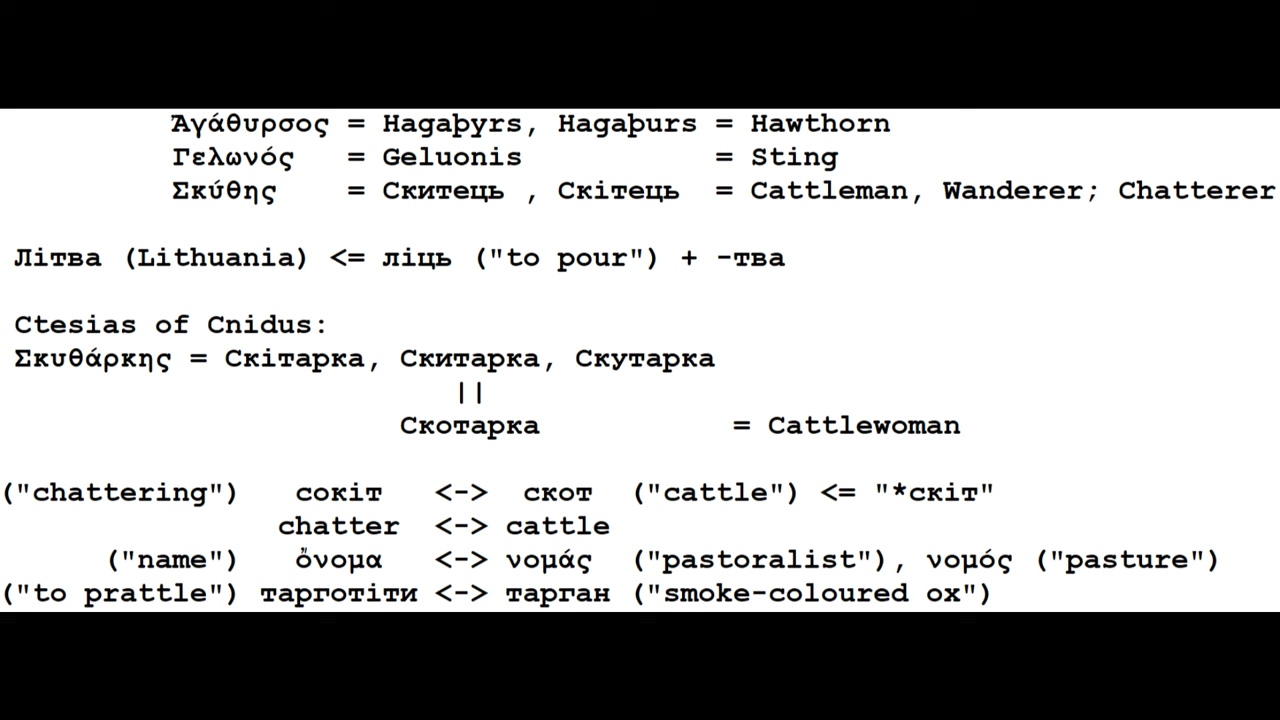 Ἀγάθυρσος = Hagaþyrs, Hagaþurs = Hawthorn
Γελωνός = Geluonis = Sting
Σκύθης = Скитець , Скітець = Cattleman, Wanderer; Chatterer
Літва (Lithuania) <= ліць ("to pour") + -тва
Ctesias of Cnidus:
Σκυθάρκης = Скітарка, Скитарка, Скутарка
||
Скотарка = Cattlewoman
("chattering") сокіт <-> скот ("cattle") <= "*скіт"
chatter <-> cattle
("name") ὄνομα <-> νομάς ("pastoralist"), νομός ("pasture")
("to prattle") тарготіти <-> тарган ("smoke-coloured ox")